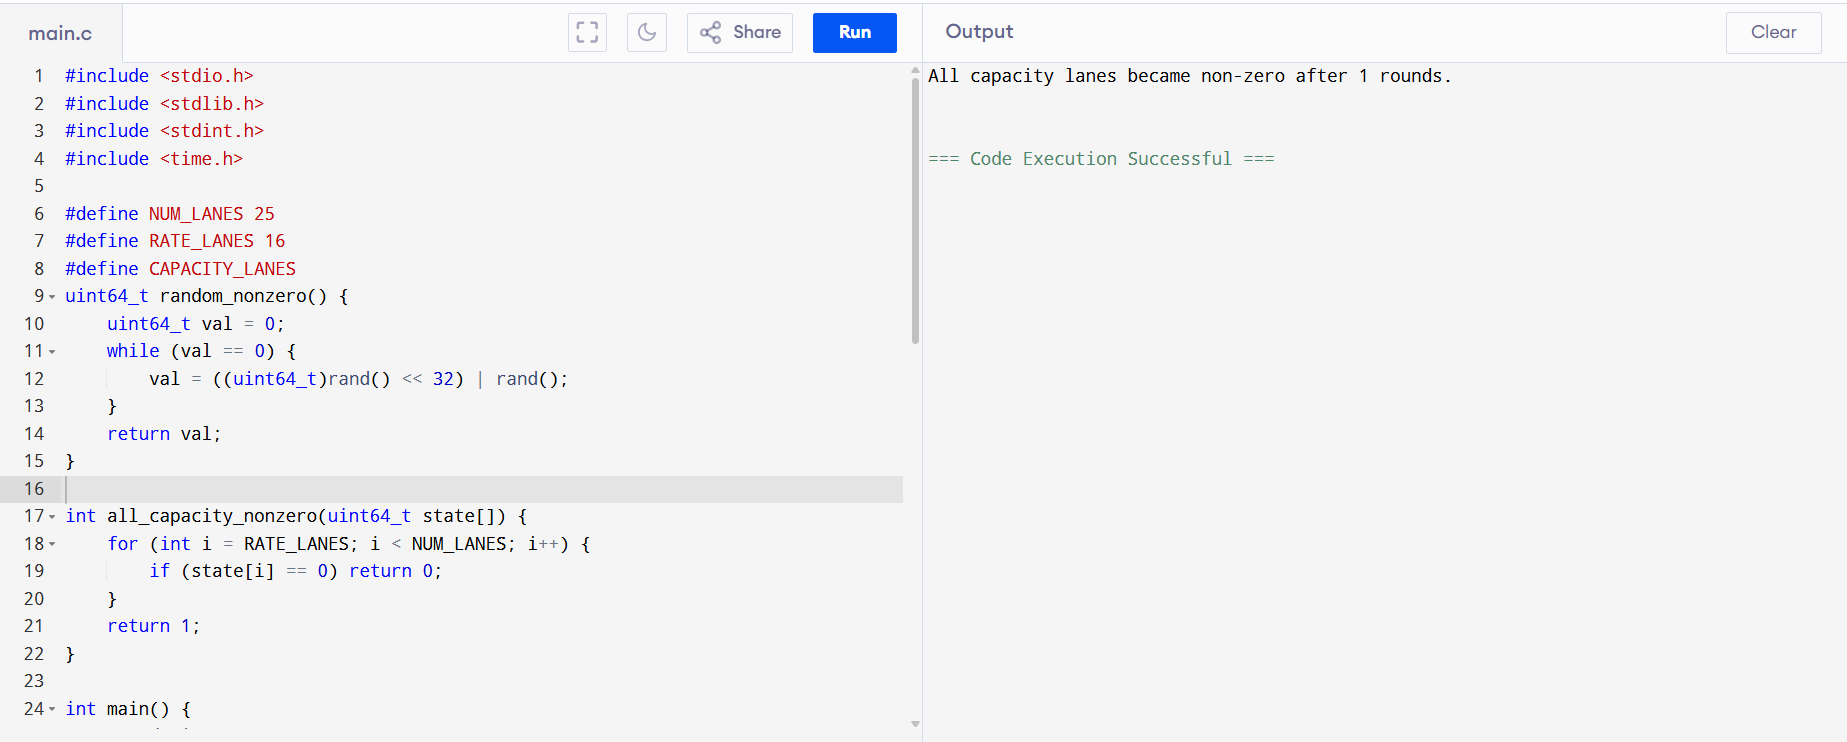 main.c
Share
Run
Output
Clear
1 #include <stdio.h>
2 #include <stdlib.h>
3 #include <stdint.h>
4 #include <time.h>
5
6 #define NUM_LANES 25
7 #define RATE_LANES 16
8 #define CAPACITY_LANES
9 uint64_t random_nonzero() {
10     uint64_t val = 0;
11     while (val == 0) {
12         val = ((uint64_t)rand() << 32) | rand();
13     }
14     return val;
15 }
16
17 int all_capacity_nonzero(uint64_t state[]) {
18     for (int i = RATE_LANES; i < NUM_LANES; i++) {
19         if (state[i] == 0) return 0;
20     }
21     return 1;
22 }
23
24 int main() {
All capacity lanes became non-zero after 1 rounds.
=== Code Execution Successful ===